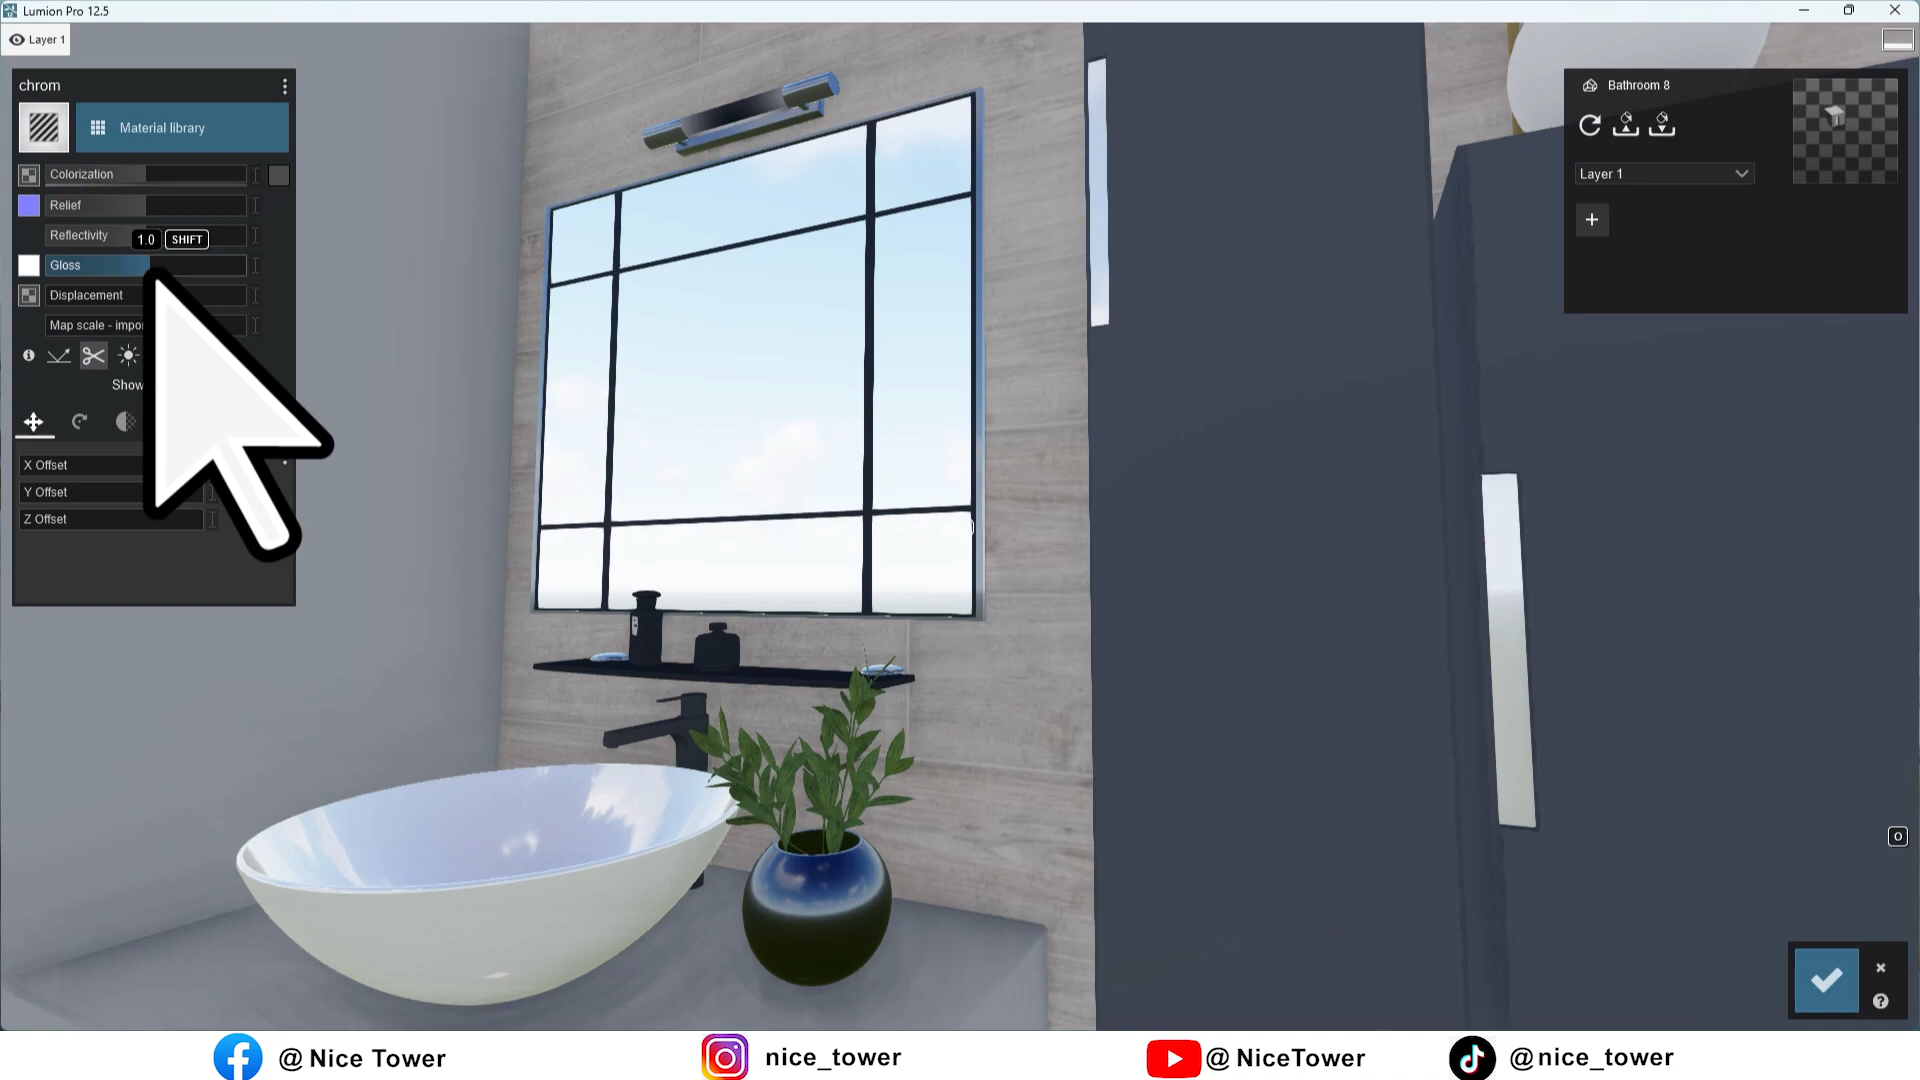 Lumion Pro 12.5
Layer 1
chrom
Material library
Colorization
Relief
Reflectivity
1.0 SHIFT
Gloss
Displacement
Map scale - impo
Show
X Offset
Y Offset
Z Offset
Bathroom 8
Layer 1
O
@ Nice Tower
nice_tower
@ NiceTower
@nice_tower